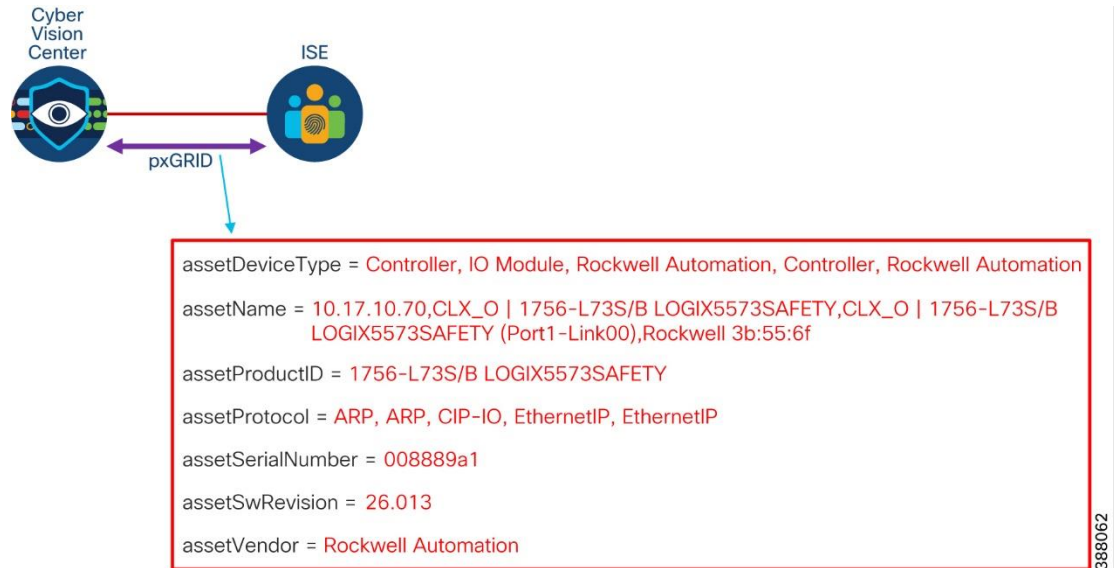 Cyber
Vision
Center
ISE
pxGRID
assetDeviceType = Controller, IO Module, Rockwell Automation, Controller, Rockwell Automation
assetName = 10.17.10.70,CLX_O | 1756-L73S/B LOGIX5573SAFETY,CLX_O | 1756-L73S/B
LOGIX5573SAFETY (Port1-Link00),Rockwell 3b:55:6f
assetProductID = 1756-L73S/B LOGIX5573SAFETY
assetProtocol = ARP, ARP, CIP-IO, EthernetIP, EthernetIP
assetSerialNumber = 008889a1
assetSwRevision = 26.013
assetVendor = Rockwell Automation
388062